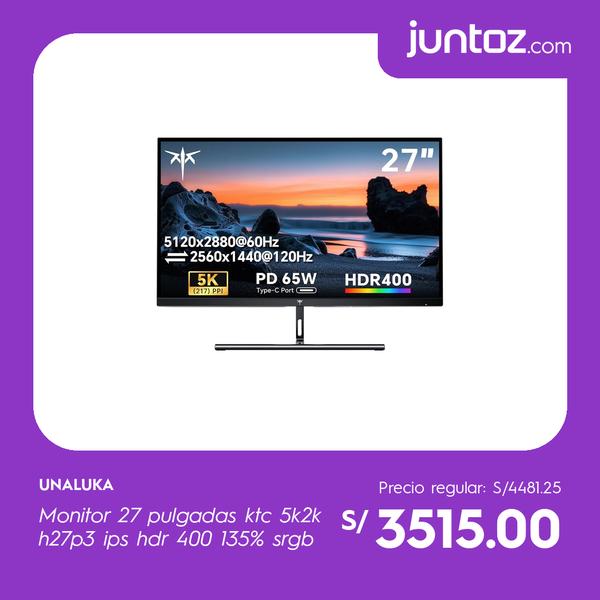 juntoz.com
27"
5120x2880@60Hz
2560x1440@120Hz
5K
(217) PPI
PD 65W
Type-C Port
HDR400
UNALUKA
Monitor 27 pulgadas ktc 5k2k
h27p3 ips hdr 400 135% srgb
Precio regular: S/4481.25
S/ 3515.00